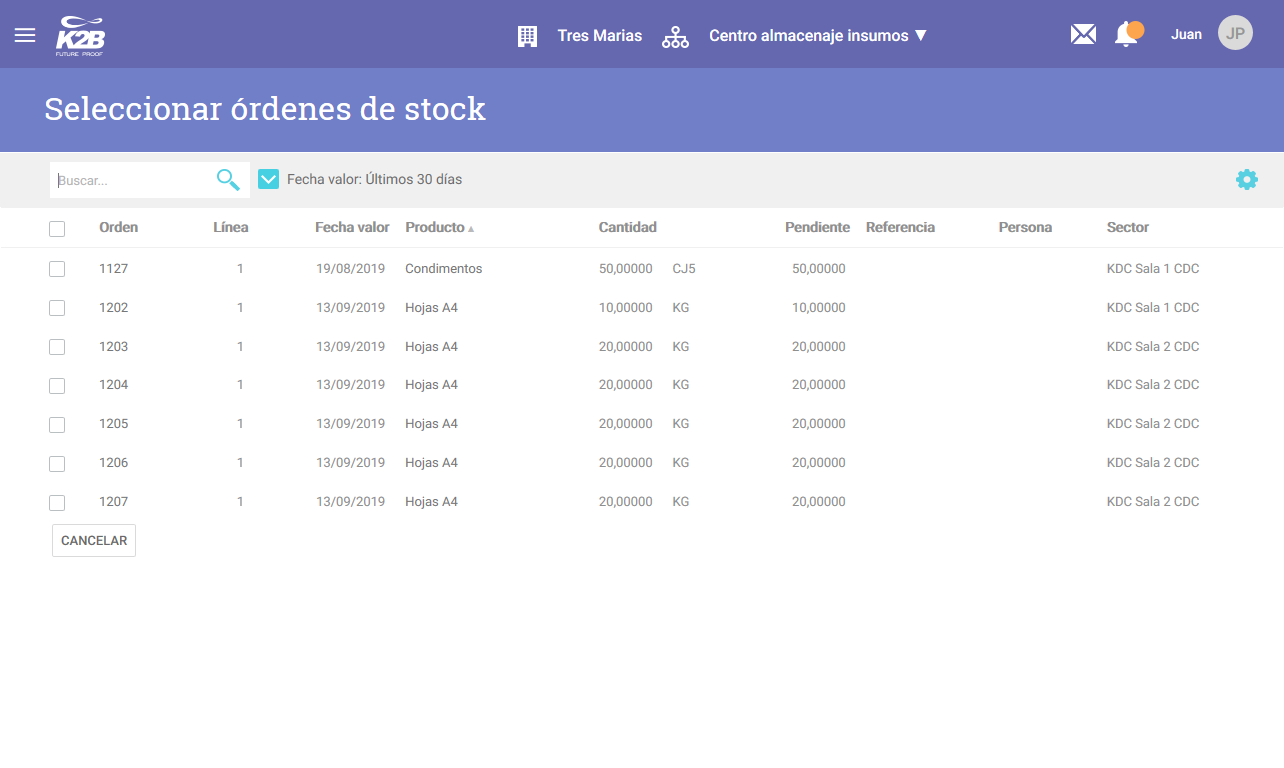 K2B
FUTURE PROOF
Tres Marias
Centro almacenaje insumos ▼
Juan
JP
Seleccionar órdenes de stock
Buscar...
Fecha valor: Últimos 30 días
Orden Línea Fecha valor Producto ▲ Cantidad Pendiente Referencia Persona Sector
1127 1 19/08/2019 Condimentos 50,00000 CJ5 50,00000 KDC Sala 1 CDC
1202 1 13/09/2019 Hojas A4 10,00000 KG 10,00000 KDC Sala 1 CDC
1203 1 13/09/2019 Hojas A4 20,00000 KG 20,00000 KDC Sala 2 CDC
1204 1 13/09/2019 Hojas A4 20,00000 KG 20,00000 KDC Sala 2 CDC
1205 1 13/09/2019 Hojas A4 20,00000 KG 20,00000 KDC Sala 2 CDC
1206 1 13/09/2019 Hojas A4 20,00000 KG 20,00000 KDC Sala 2 CDC
1207 1 13/09/2019 Hojas A4 20,00000 KG 20,00000 KDC Sala 2 CDC
CANCELAR